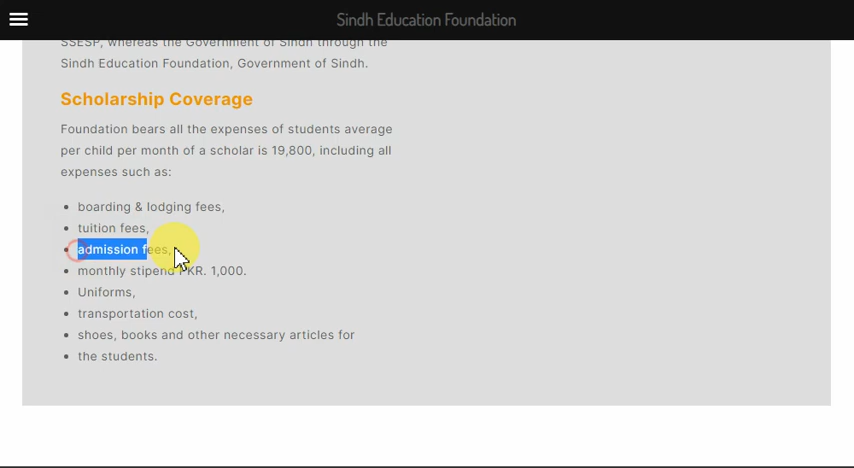 Sindh Education Foundation
SSESP, whereas the Government of Sindh through the
Sindh Education Foundation, Government of Sindh.
Scholarship Coverage
Foundation bears all the expenses of students average
per child per month of a scholar is 19,800, including all
expenses such as:
boarding & lodging fees,
tuition fees,
admission fees,
monthly stipend PKR. 1,000.
Uniforms,
transportation cost,
shoes, books and other necessary articles for
the students.